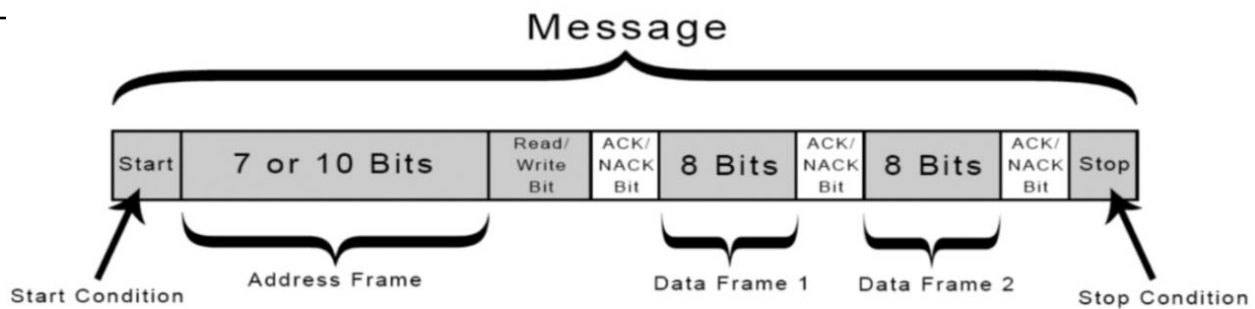 Message
Start
7 or 10 Bits
Read/
Write
Bit
ACK/
NACK
Bit
8 Bits
ACK/
NACK
Bit
8 Bits
ACK/
NACK
Bit
Stop
Start Condition
Address Frame
Data Frame 1
Data Frame 2
Stop Condition